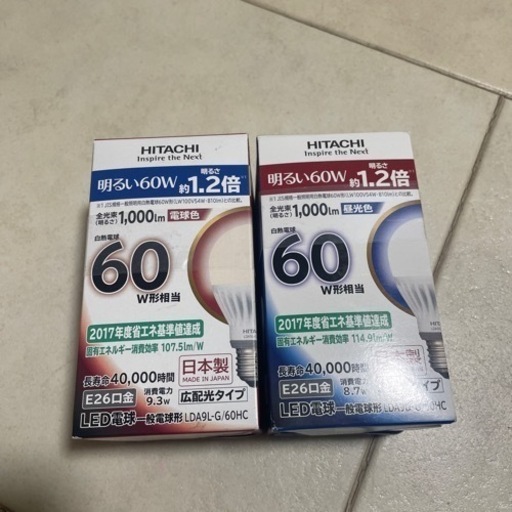 HITACHI
Inspire the Next
明るい60W 明るさ 約1.2倍
全光束(明るさ) 1,000lm 電球色
白熱電球
60
W形相当
2017年度省エネ基準値達成
固有エネルギー消費効率 107.5lm/W
日本製
MADE IN JAPAN
長寿命40,000時間
E26口金 消費電力 9.3W 広配光タイプ
LED電球 一般電球形 LDA9L-G/60HC
HITACHI
Inspire the Next
明るい60W 明るさ 約1.2倍
全光束(明るさ) 1,000lm 昼光色
白熱電球
60
W形相当
HITACHI
2017年度省エネ基準値達成
固有エネルギー消費効率 114.9lm/W
長寿命40,000時間
E26口金 消費電力 8.7W 広配光タイプ
LED電球 一般電球形